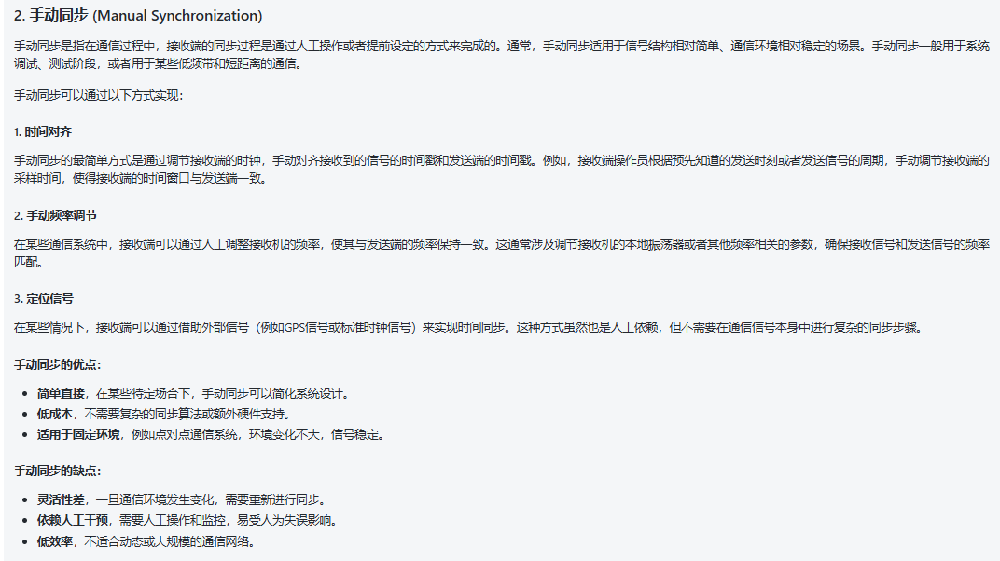 2. 手动同步 (Manual Synchronization)
手动同步是指在通信过程中，接收端的同步过程是通过人工操作或者提前设定的方式来完成的。通常，手动同步适用于信号结构相对简单、通信环境相对稳定的场景。手动同步一般用于系统
调试、测试阶段，或者用于某些低频带和短距离的通信。
手动同步可以通过以下方式实现：
1. 时间对齐
手动同步的最简单方式是通过调节接收端的时钟，手动对齐接收到的信号的时间戳和发送端的时间戳。例如，接收端操作员根据预先知道的发送时刻或者发送信号的周期，手动调节接收端的
采样时间，使得接收端的时间窗口与发送端一致。
2. 手动频率调节
在某些通信系统中，接收端可以通过人工调整接收机的频率，使其与发送端的频率保持一致。这通常涉及调节接收机的本地振荡器或者其他频率相关的参数，确保接收信号和发送信号的频率
匹配。
3. 定位信号
在某些情况下，接收端可以通过借助外部信号（例如GPS信号或标准时钟信号）来实现时间同步。这种方式虽然也是人工依赖，但不需要在通信信号本身中进行复杂的同步步骤。
手动同步的优点：
• 简单直接，在某些特定场合下，手动同步可以简化系统设计。
• 低成本，不需要复杂的同步算法或额外硬件支持。
• 适用于固定环境，例如点对点通信系统，环境变化不大，信号稳定。
手动同步的缺点：
• 灵活性差，一旦通信环境发生变化，需要重新进行同步。
• 依赖人工干预，需要人工操作和监控，易受人为失误影响。
• 低效率，不适合动态或大规模的通信网络。